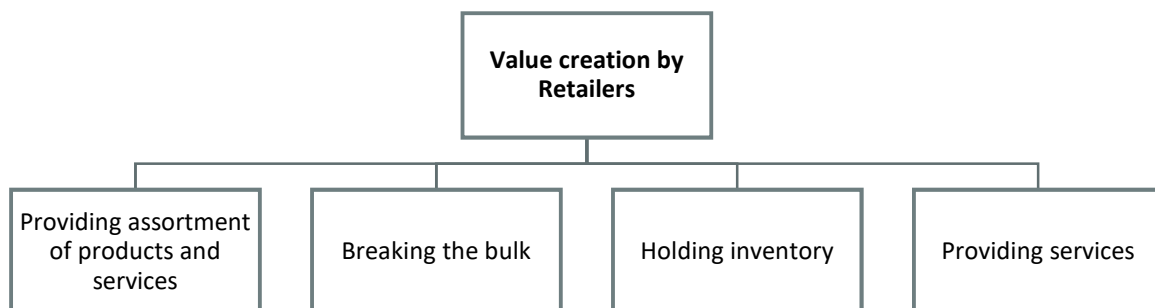 Value creation by
Retailers
Providing assortment
of products and
services
Breaking the bulk
Holding inventory
Providing services